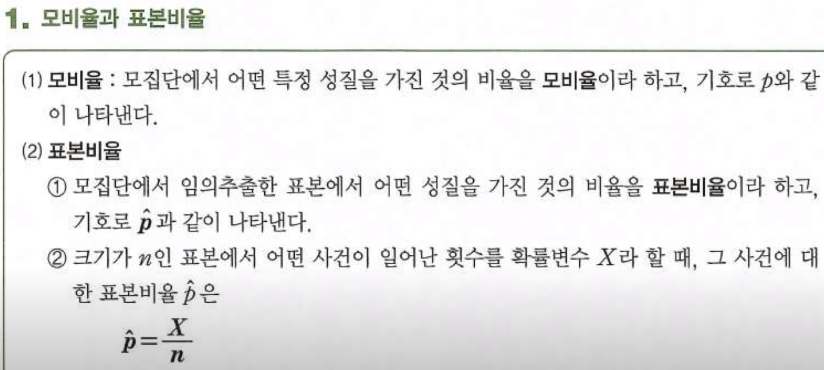 1. 모비율과 표본비율
(1) 모비율 : 모집단에서 어떤 특정 성질을 가진 것의 비율을 모비율이라 하고, 기호로 p와 같
이 나타낸다.
(2) 표본비율
① 모집단에서 임의추출한 표본에서 어떤 성질을 가진 것의 비율을 표본비율이라 하고,
기호로 p̂과 같이 나타낸다.
② 크기가 n인 표본에서 어떤 사건이 일어난 횟수를 확률변수 X라 할 때, 그 사건에 대
한 표본비율 p̂은
p̂=X/n